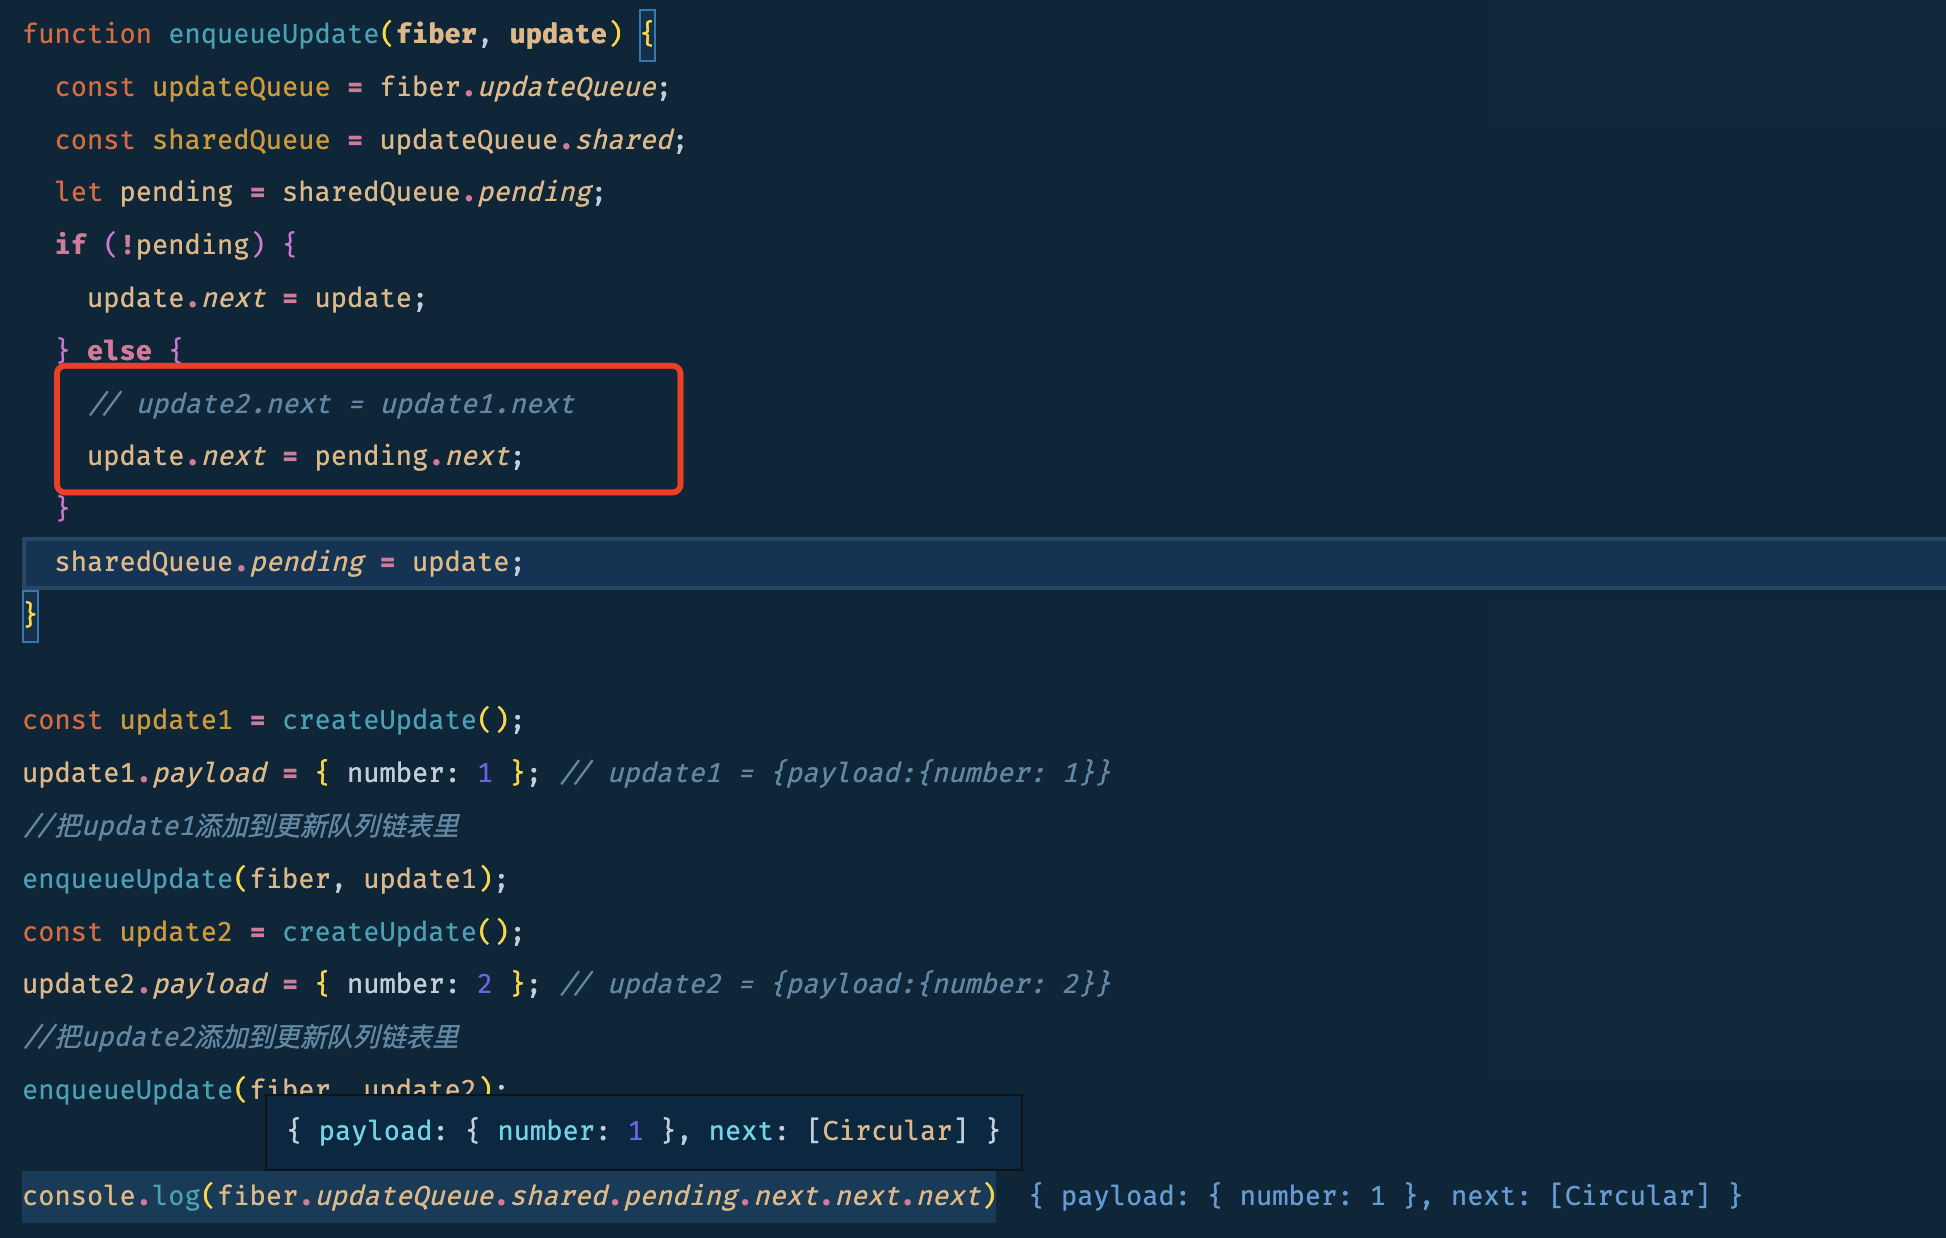 function enqueueUpdate(fiber, update) {
  const updateQueue = fiber.updateQueue;
  const sharedQueue = updateQueue.shared;
  let pending = sharedQueue.pending;
  if (!pending) {
    update.next = update;
  } else {
    // update2.next = update1.next
    update.next = pending.next;
  }
  sharedQueue.pending = update;
}
const update1 = createUpdate();
update1.payload = { number: 1 }; // update1 = {payload:{number: 1}}
//把update1添加到更新队列链表里
enqueueUpdate(fiber, update1);
const update2 = createUpdate();
update2.payload = { number: 2 }; // update2 = {payload:{number: 2}}
//把update2添加到更新队列链表里
enqueueUpdate(fiber, update2);
{ payload: { number: 1 }, next: [Circular] }
console.log(fiber.updateQueue.shared.pending.next.next.next) { payload: { number: 1 }, next: [Circular] }